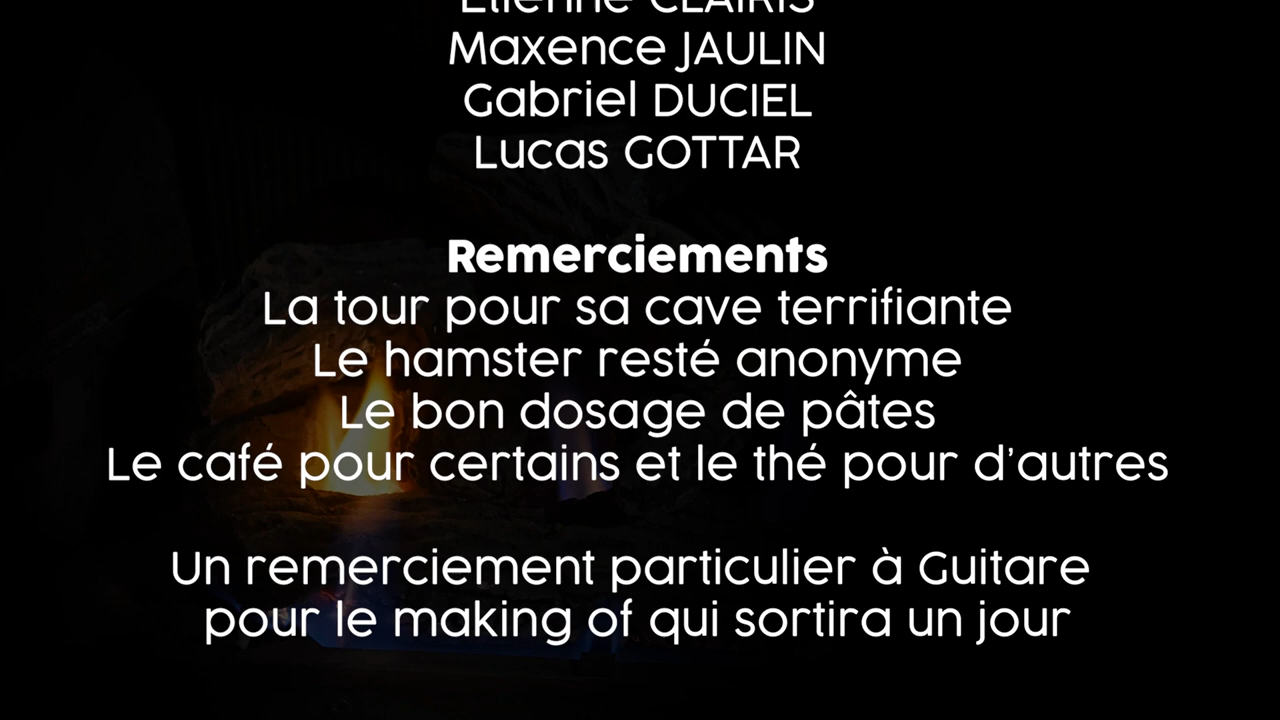 Etienne CLAIRIS
Maxence JAULIN
Gabriel DUCIEL
Lucas GOTTAR
Remerciements
La tour pour sa cave terrifiante
Le hamster resté anonyme
Le bon dosage de pâtes
Le café pour certains et le thé pour d'autres
Un remerciement particulier à Guitare
pour le making of qui sortira un jour